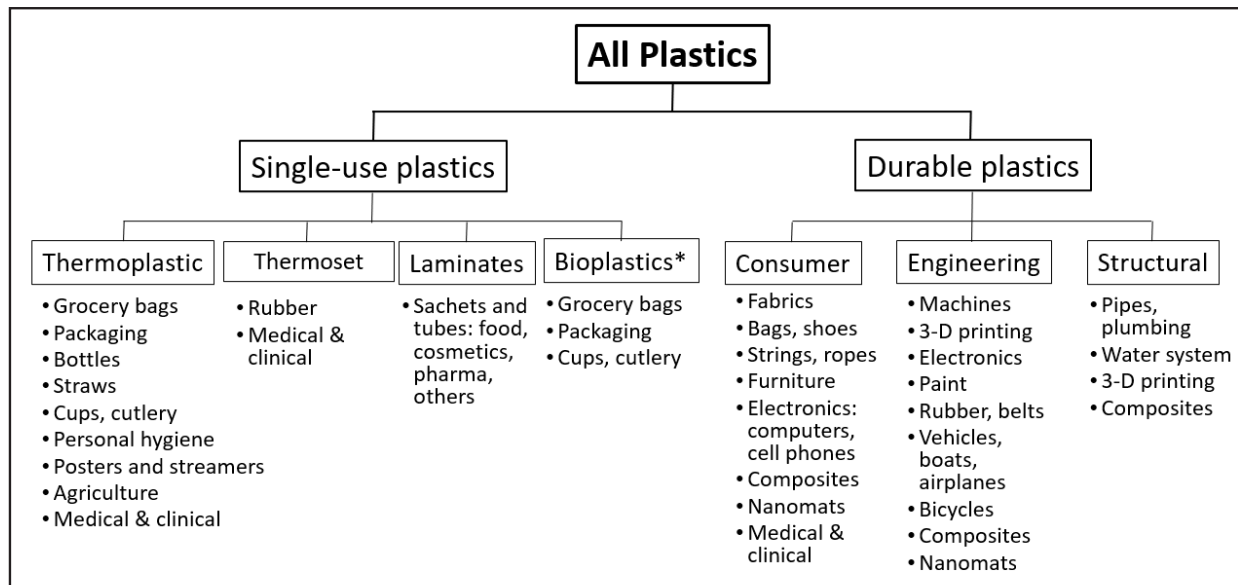 All Plastics
Single-use plastics
Durable plastics
Thermoplastic
• Grocery bags
• Packaging
• Bottles
• Straws
• Cups, cutlery
• Personal hygiene
• Posters and streamers
• Agriculture
• Medical & clinical
Thermoset
• Rubber
• Medical &
clinical
Laminates
• Sachets and
tubes: food,
cosmetics,
pharma,
others
Bioplastics*
• Grocery bags
• Packaging
• Cups, cutlery
Consumer
• Fabrics
• Bags, shoes
• Strings, ropes
• Furniture
• Electronics:
computers,
cell phones
• Composites
• Nanomats
• Medical &
clinical
Engineering
• Machines
• 3-D printing
• Electronics
• Paint
• Rubber, belts
• Vehicles,
boats,
airplanes
• Bicycles
• Composites
• Nanomats
Structural
• Pipes,
plumbing
• Water system
• 3-D printing
• Composites